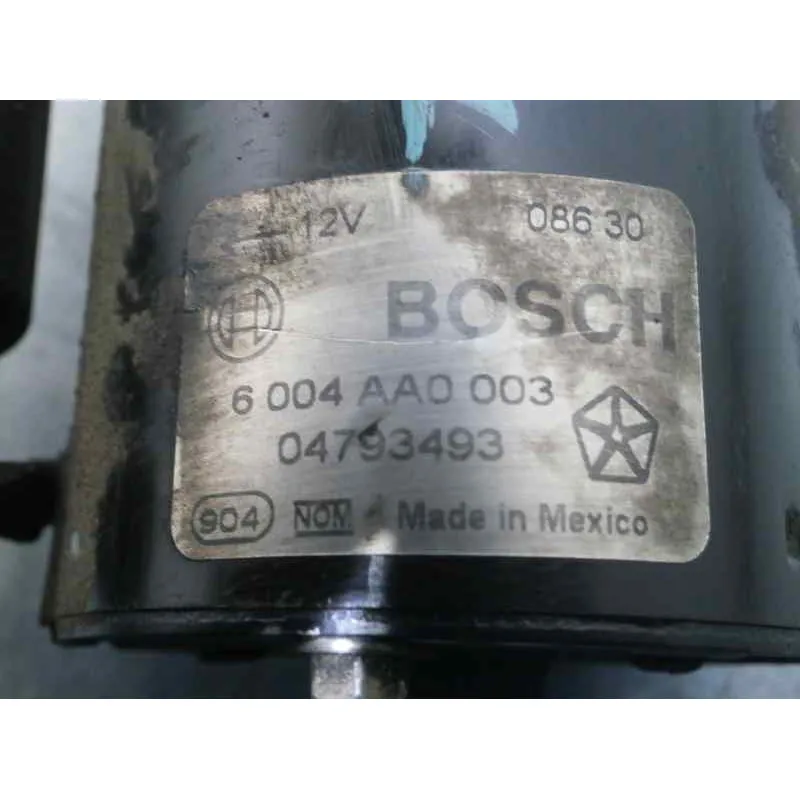 12V 086 30
BOSCH
6 004 AA0 003
04793493
904 NOM Made in Mexico